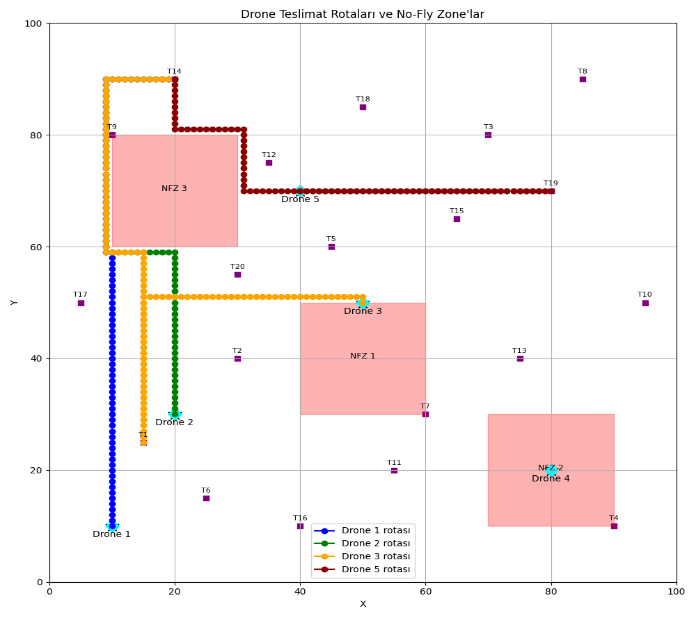 Drone Teslimat Rotaları ve No-Fly Zone'lar
100
T14
T8
T18
80
T9
T3
T12
NFZ 3
T19
Drone 5
T15
60
T5
T20
T17
T10
Drone 3
Y
40
T2
NFZ 1
T13
Drone 2
T7
T1
20
T11
NFZ 2
Drone 4
T6
T16
T4
Drone 1
Drone 1 rotası
Drone 2 rotası
Drone 3 rotası
Drone 5 rotası
0
0 20 40 60 80 100
X